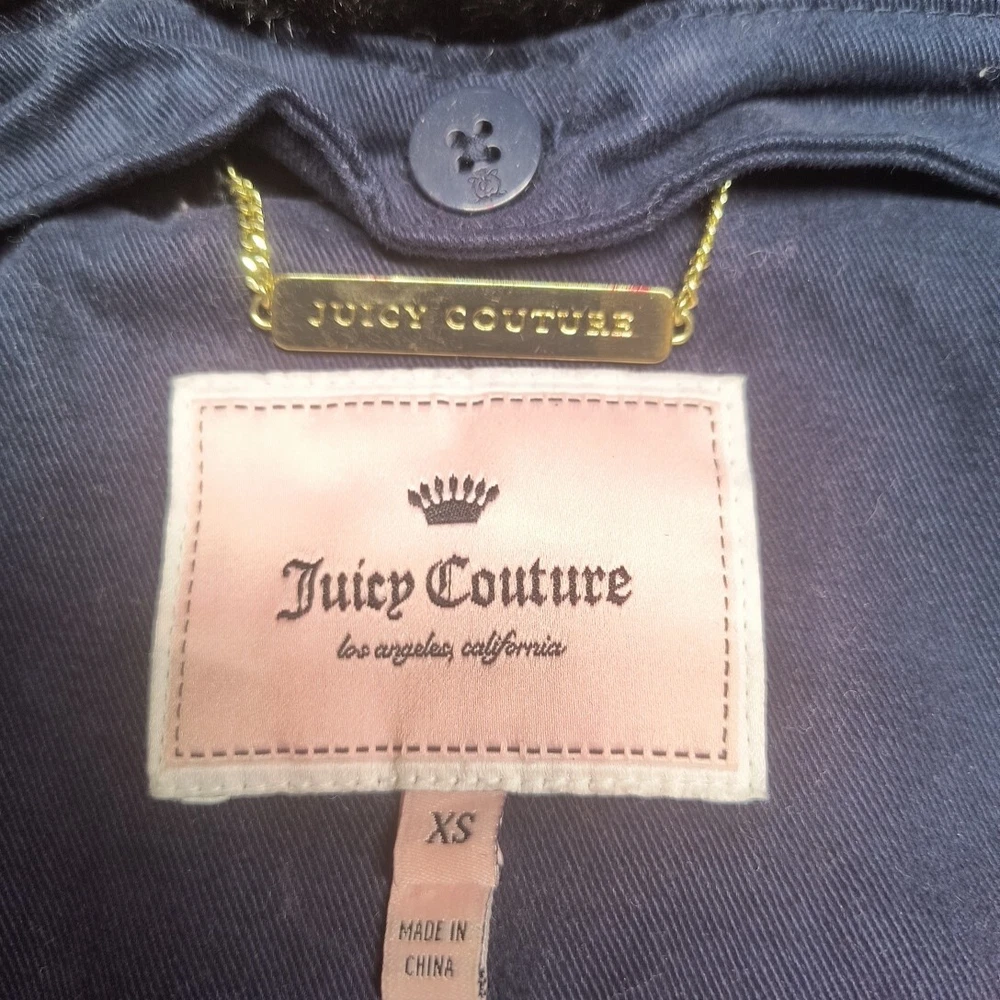 JUICY COUTURE
Juicy Couture
los angeles, california
XS
MADE IN
CHINA